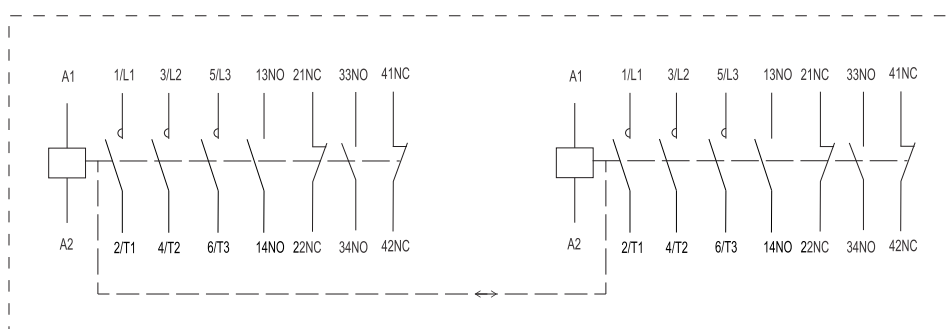 A1 1/L1 3/L2 5/L3 13NO 21NC 33NO 41NC A1 1/L1 3/L2 5/L3 13NO 21NC 33NO 41NC
A2 2/T1 4/T2 6/T3 14NO 22NC 34NO 42NC A2 2/T1 4/T2 6/T3 14NO 22NC 34NO 42NC